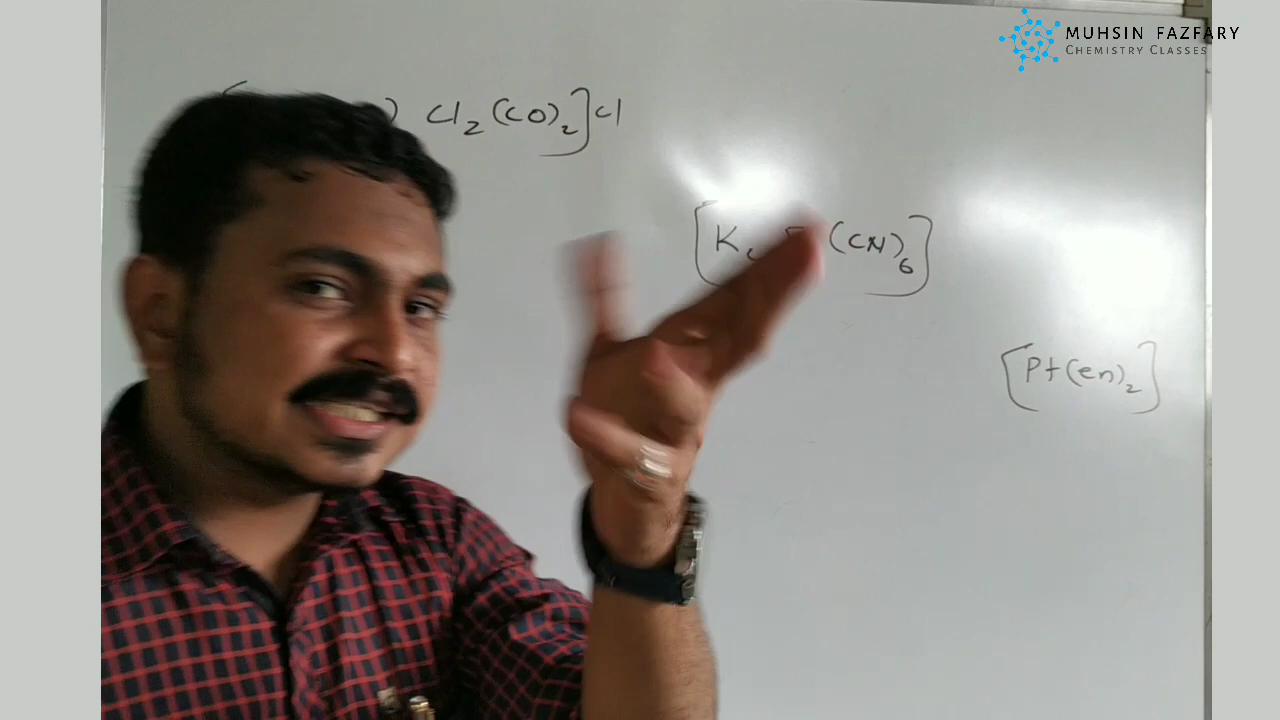 MUHSIN FAZFARY
CHEMISTRY CLASSES
) Cl₂(CO)₂]Cl
(CN)₆]
[Pt(en)₂]